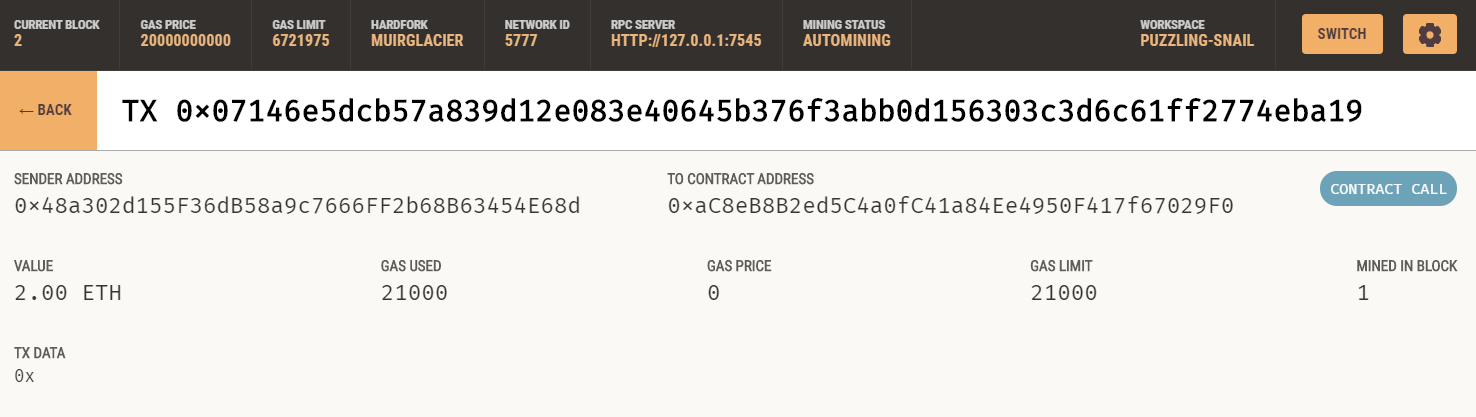 CURRENT BLOCK GAS PRICE GAS LIMIT HARDFORK NETWORK ID RPC SERVER MINING STATUS WORKSPACE
2 20000000000 6721975 MUIRGLACIER 5777 HTTP://127.0.0.1:7545 AUTOMINING PUZZLING-SNAIL SWITCH
← BACK TX 0×07146e5dcb57a839d12e083e40645b376f3abb0d156303c3d6c61ff2774eba19
SENDER ADDRESS TO CONTRACT ADDRESS
0×48a302d155F36dB58a9c7666FF2b68B63454E68d 0×aC8eB8B2ed5C4a0fC41a84Ee4950F417f67029F0 CONTRACT CALL
VALUE GAS USED GAS PRICE GAS LIMIT MINED IN BLOCK
2.00 ETH 21000 0 21000 1
TX DATA
0x